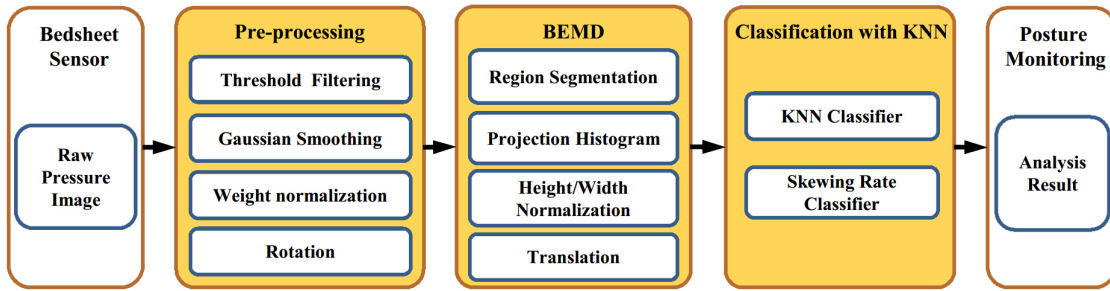 Bedsheet
Sensor
Raw
Pressure
Image
Pre-processing
Threshold Filtering
Gaussian Smoothing
Weight normalization
Rotation
BEMD
Region Segmentation
Projection Histogram
Height/Width
Normalization
Translation
Classification with KNN
KNN Classifier
Skewing Rate
Classifier
Posture
Monitoring
Analysis
Result